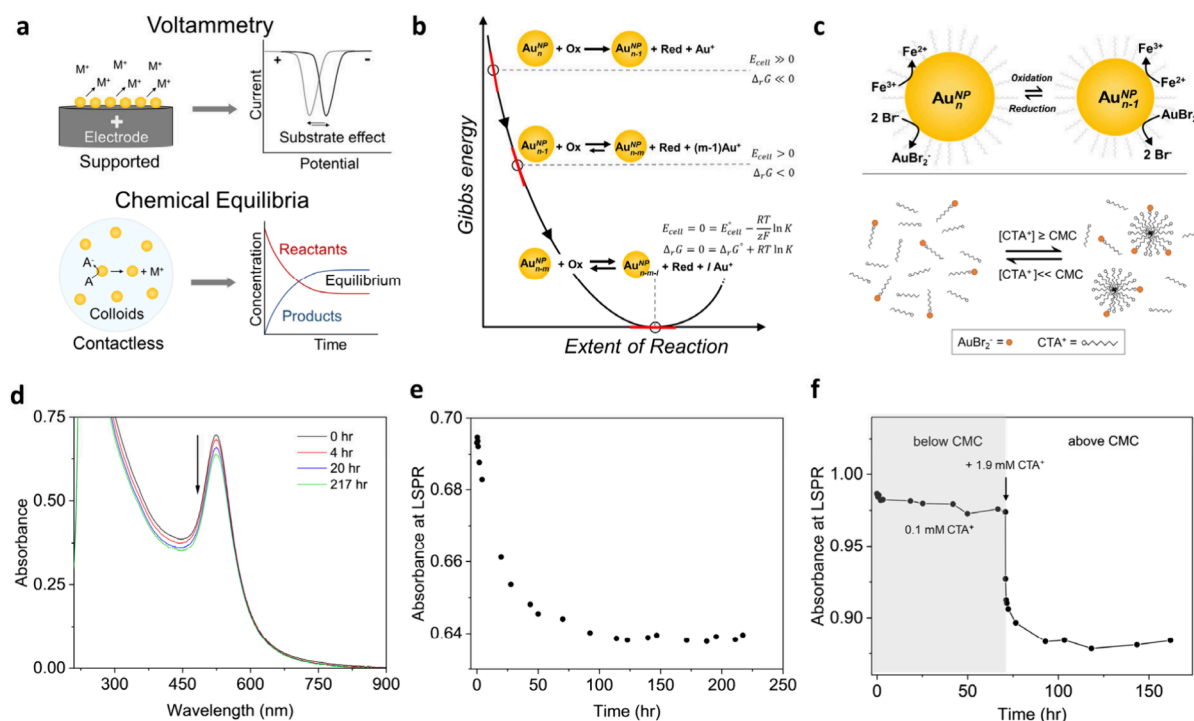 a
Voltammetry
M⁺ M⁺ M⁺
M⁺ M⁺ M⁺
+
Electrode
Supported
Current
+ -
Substrate effect
Potential
Chemical Equilibria
A⁻
A
+ M⁺
Colloids
Contactless
Concentration
Reactants
Equilibrium
Products
Time
b
Gibbs energy
Au_n^NP + Ox → Au_n-1^NP + Red + Au⁺
E_cell ≫ 0
Δ_rG ≪ 0
Au_n-1^NP + Ox ⇌ Au_n-m^NP + Red + (m-1)Au⁺
E_cell > 0
Δ_rG < 0
E_cell = 0 = E°_cell − RT/zF ln K
Δ_rG = 0 = Δ_rG° + RT ln K
Au_n-m^NP + Ox ⇌ Au_n-m-l^NP + Red + l Au⁺
Extent of Reaction
c
Fe²⁺
Fe³⁺
2 Br⁻
AuBr₂⁻
Au_n^NP
Oxidation
⇌
Reduction
Au_n-1^NP
Fe³⁺
Fe²⁺
AuBr₂⁻
2 Br⁻
[CTA⁺] ≥ CMC
[CTA⁺]<< CMC
AuBr₂⁻ = CTA⁺ =
d
Absorbance
0.75
0.50
0.25
0.00
0 hr
4 hr
20 hr
217 hr
300 450 600 750 900
Wavelength (nm)
e
Absorbance at LSPR
0.70
0.68
0.66
0.64
0 50 100 150 200 250
Time (hr)
f
Absorbance at LSPR
1.00
0.95
0.90
below CMC
above CMC
+ 1.9 mM CTA⁺
0.1 mM CTA⁺
0 50 100 150
Time (hr)